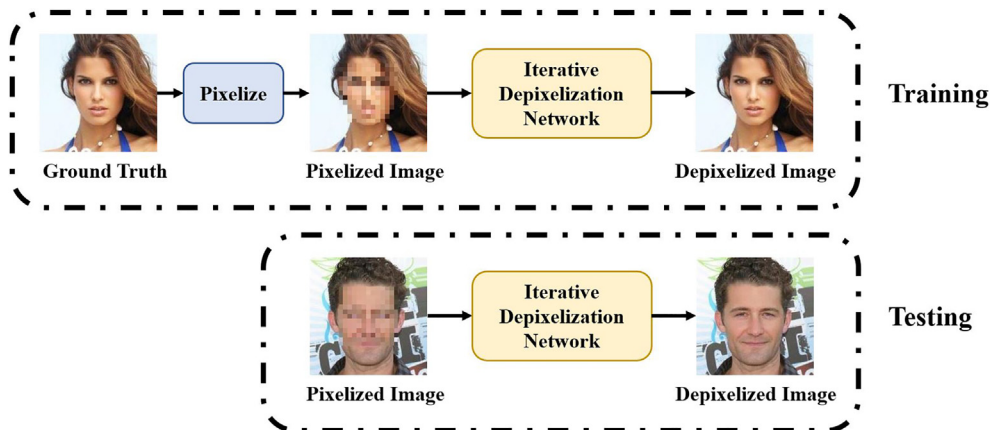 Pixelize
Iterative
Depixelization
Network
Training
Ground Truth
Pixelized Image
Depixelized Image
Iterative
Depixelization
Network
Testing
Pixelized Image
Depixelized Image